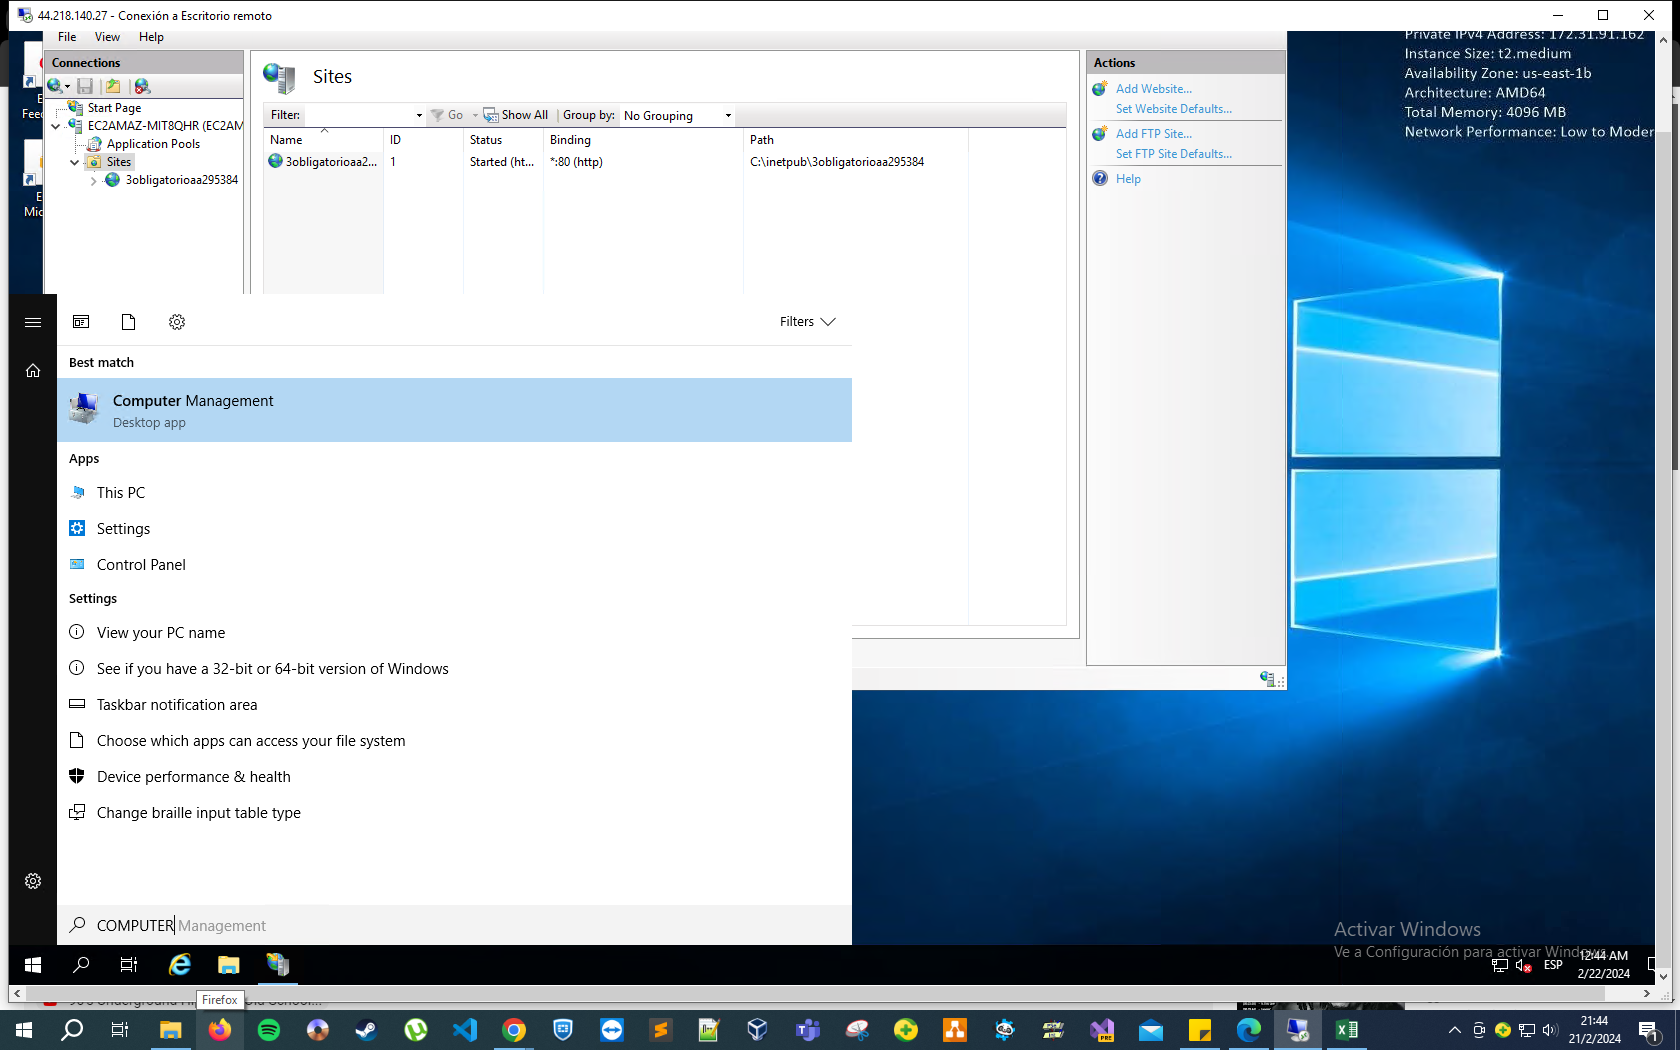 44.218.140.27 - Conexión a Escritorio remoto
File View Help
Connections
Start Page
EC2AMAZ-MIT8QHR (EC2AM
Application Pools
Sites
3obligatorioaa295384
Sites
Filter: Go Show All Group by: No Grouping
Name ID Status Binding Path
3obligatorioaa2... 1 Started (ht... *:80 (http) C:\inetpub\3obligatorioaa295384
Actions
Add Website...
Set Website Defaults...
Add FTP Site...
Set FTP Site Defaults...
Help
Private IPv4 Address: 172.31.91.162
Instance Size: t2.medium
Availability Zone: us-east-1b
Architecture: AMD64
Total Memory: 4096 MB
Network Performance: Low to Moder
E
Feed
E
Mic
Filters
Best match
Computer Management
Desktop app
Apps
This PC
Settings
Control Panel
Settings
View your PC name
See if you have a 32-bit or 64-bit version of Windows
Taskbar notification area
Choose which apps can access your file system
Device performance & health
Change braille input table type
COMPUTER Management
Activar Windows
Ve a Configuración para activar Windows.
ESP
12:44 AM
2/22/2024
Firefox
PRE
21:44
21/2/2024
1